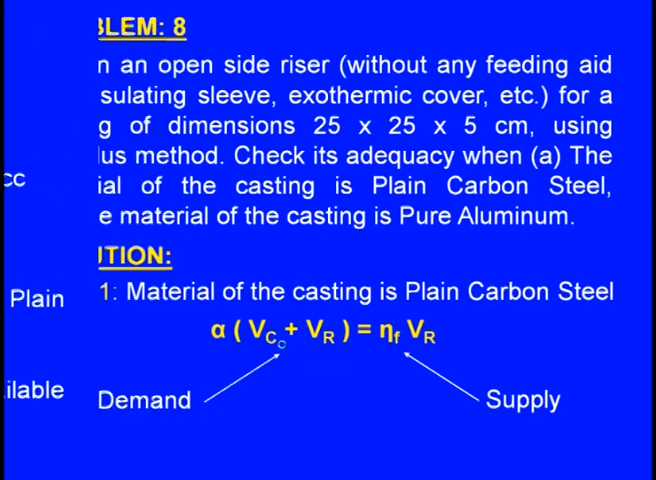 BLEM: 8
n an open side riser (without any feeding aid
sulating sleeve, exothermic cover, etc.) for a
g of dimensions 25 x 25 x 5 cm, using
lus method. Check its adequacy when (a) The
cc
ial of the casting is Plain Carbon Steel,
e material of the casting is Pure Aluminum.
UTION:
Plain
1: Material of the casting is Plain Carbon Steel
α ( V_C + V_R ) = η_f V_R
ilable
Demand
Supply